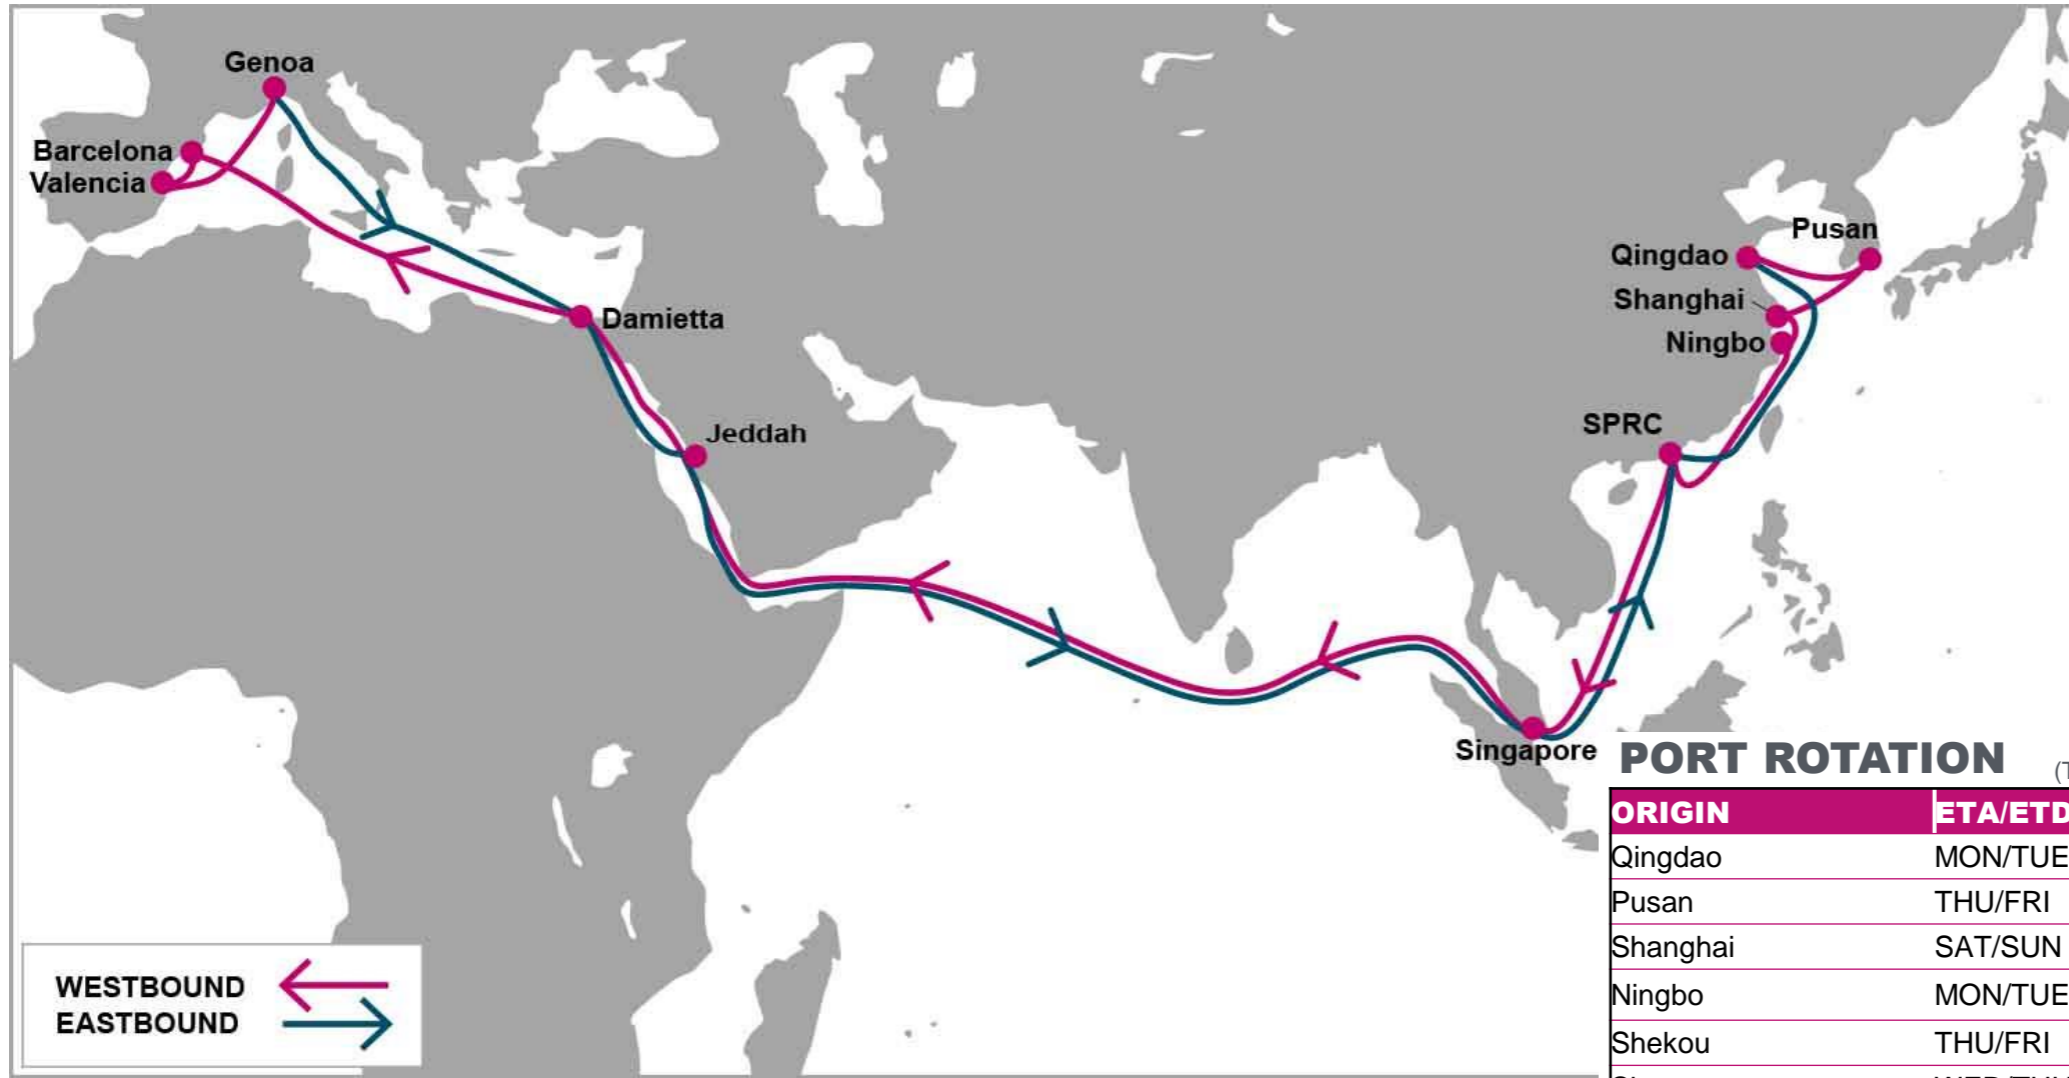 Genoa
Barcelona
Valencia
Damietta
Jeddah
Qingdao
Pusan
Shanghai
Ningbo
SPRC
Singapore
PORT ROTATION
ORIGIN ETA/ETD
Qingdao MON/TUE
Pusan THU/FRI
Shanghai SAT/SUN
Ningbo MON/TUE
Shekou THU/FRI
WESTBOUND
EASTBOUND